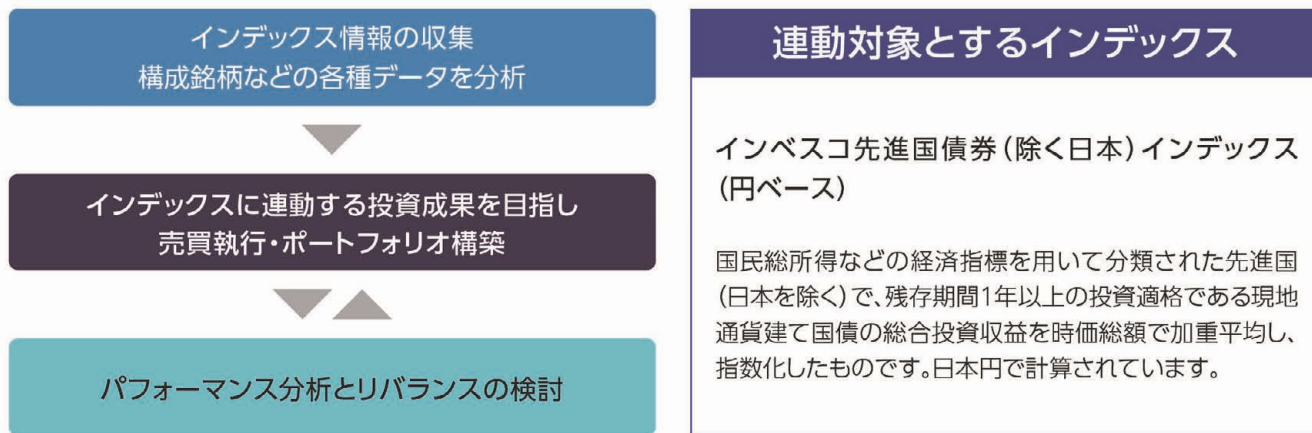 インデックス情報の収集
構成銘柄などの各種データを分析
インデックスに連動する投資成果を目指し
売買執行・ポートフォリオ構築
パフォーマンス分析とリバランスの検討
連動対象とするインデックス
インベスコ先進国債券(除く日本)インデックス
(円ベース)
国民総所得などの経済指標を用いて分類された先進国
(日本を除く)で、残存期間1年以上の投資適格である現地
通貨建て国債の総合投資収益を時価総額で加重平均し、
指数化したものです。日本円で計算されています。